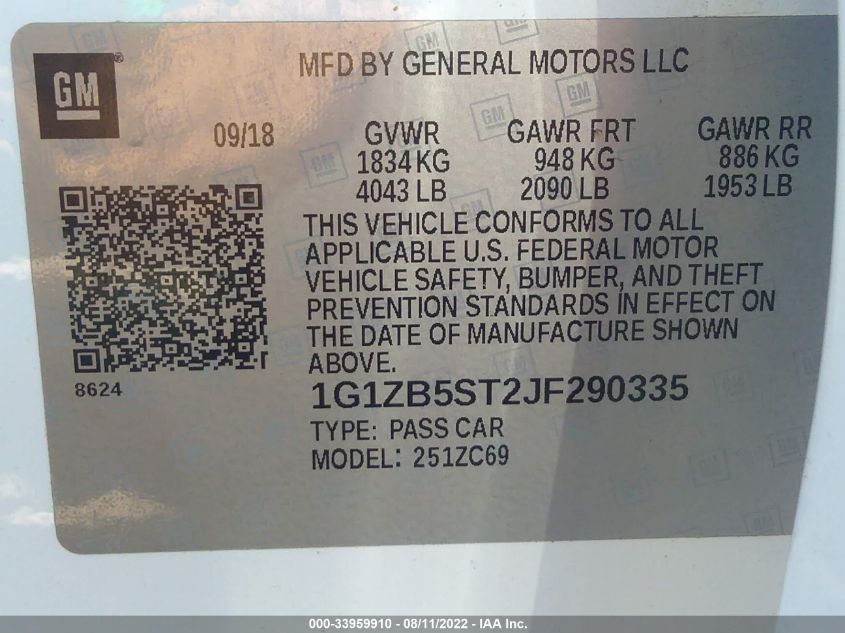 GM
MFD BY GENERAL MOTORS LLC
09/18 GVWR GAWR FRT GAWR RR
1834 KG 948 KG 886 KG
4043 LB 2090 LB 1953 LB
THIS VEHICLE CONFORMS TO ALL
APPLICABLE U.S. FEDERAL MOTOR
VEHICLE SAFETY, BUMPER, AND THEFT
PREVENTION STANDARDS IN EFFECT ON
THE DATE OF MANUFACTURE SHOWN
ABOVE.
8624
1G1ZB5ST2JF290335
TYPE: PASS CAR
MODEL: 251ZC69
000-33959910 - 08/11/2022 - IAA Inc.